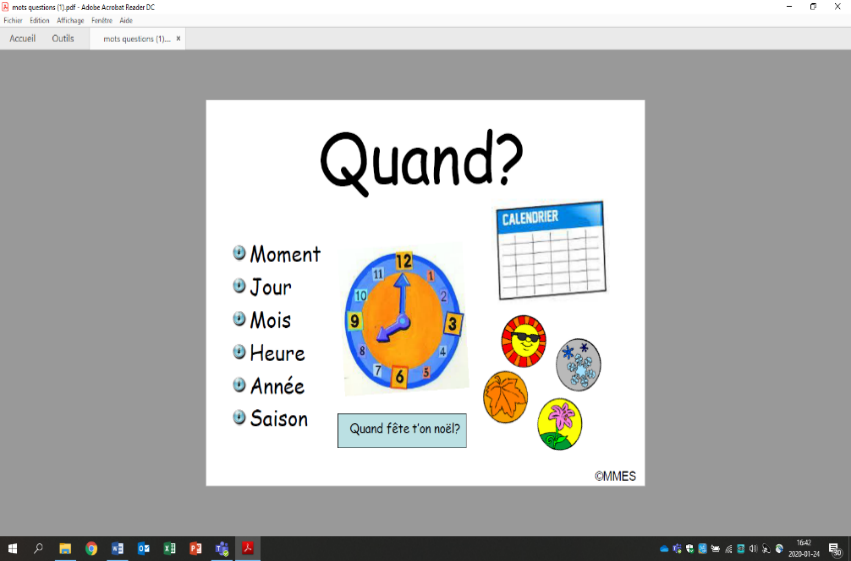 mots questions (1).pdf - Adobe Acrobat Reader DC
Fichier Edition Affichage Fenêtre Aide
Accueil Outils mots questions (1)... ×
Quand?
CALENDRIER
Moment
Jour
Mois
Heure
Année
Saison
12
11 1
10 2
9 3
8 4
7 5
6
Quand fête t'on noël?
©MMES
16:42
2020-01-24
30